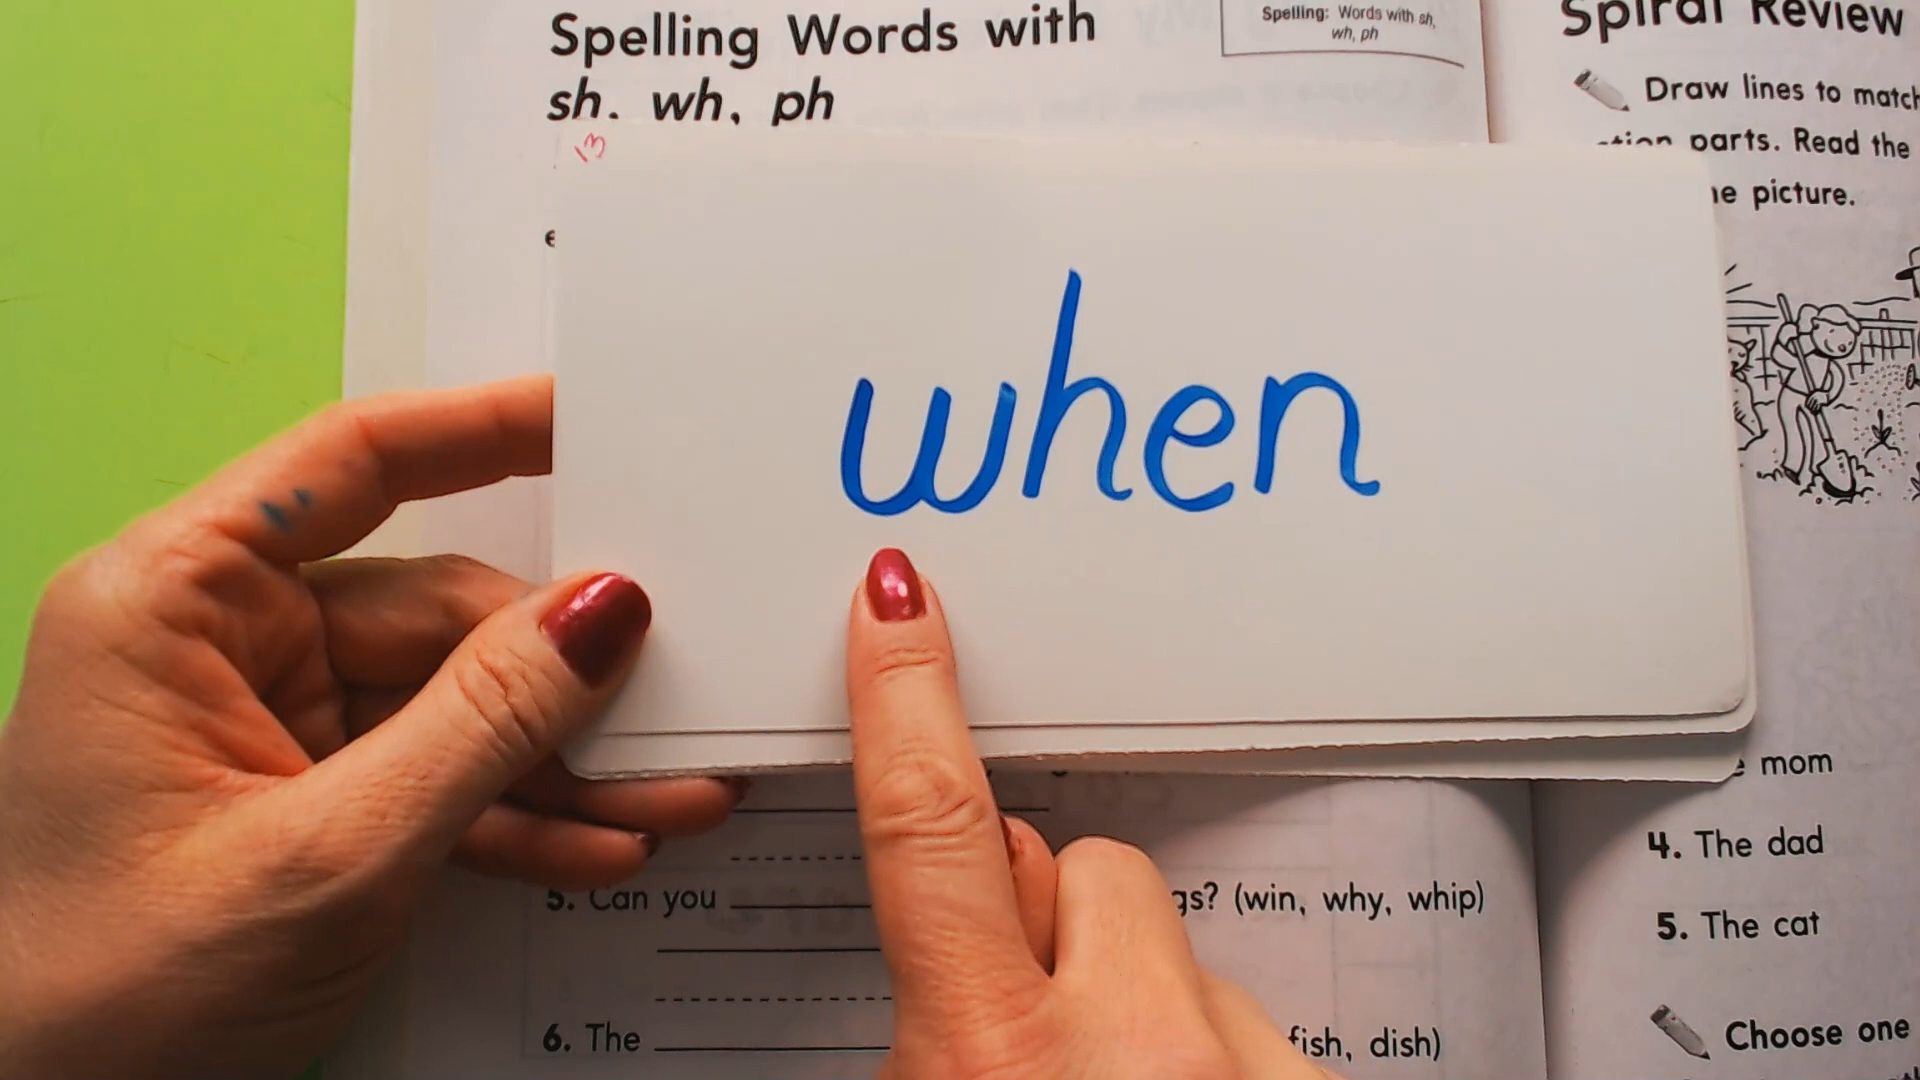 Spelling Words with
sh, wh, ph
Spelling: Words with sh,
wh, ph
13
when
5. Can you
(win, why, whip)
6. The
fish, dish)
Spiral Review
Draw lines to match
parts. Read the
picture.
mom
4. The dad
5. The cat
Choose one